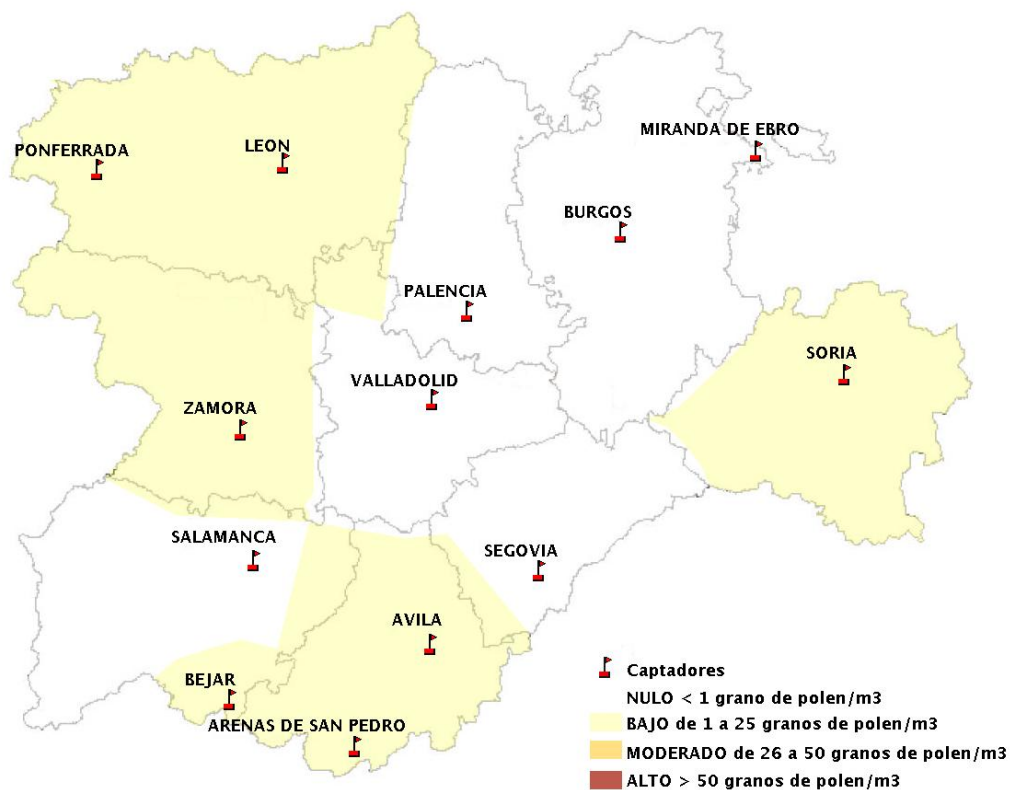 MIRANDA DE EBRO
PONFERRADA
LEON
BURGOS
PALENCIA
SORIA
VALLADOLID
ZAMORA
SALAMANCA
SEGOVIA
AVILA
BEJAR
ARENAS DE SAN PEDRO
Captadores
NULO < 1 grano de polen/m3
BAJO de 1 a 25 granos de polen/m3
MODERADO de 26 a 50 granos de polen/m3
ALTO > 50 granos de polen/m3